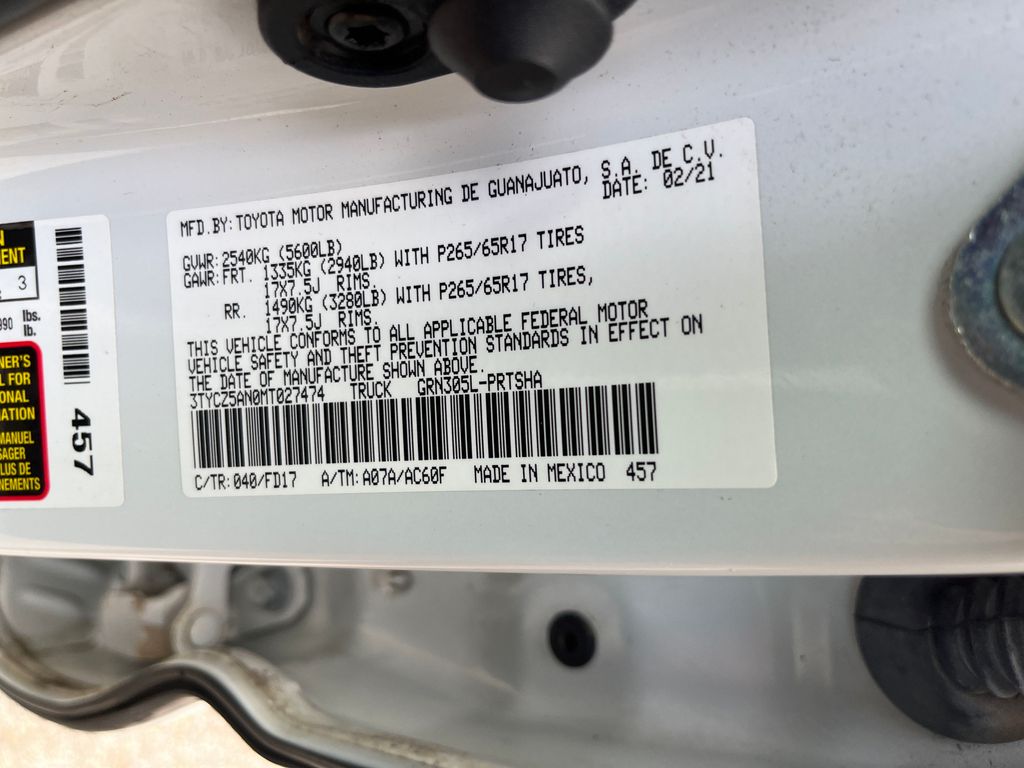 MFD.BY:TOYOTA MOTOR MANUFACTURING DE GUANAJUATO, S.A. DE C.V.
DATE: 02/21
GVWR:2540KG (5600LB)
GAWR:FRT. 1335KG (2940LB) WITH P265/65R17 TIRES
17X7.5J RIMS.
RR. 1490KG (3280LB) WITH P265/65R17 TIRES,
17X7.5J RIMS.
THIS VEHICLE CONFORMS TO ALL APPLICABLE FEDERAL MOTOR
VEHICLE SAFETY AND THEFT PREVENTION STANDARDS IN EFFECT ON
THE DATE OF MANUFACTURE SHOWN ABOVE.
3TYCZ5AN0MT027474 TRUCK GRN305L-PRTSHA
C/TR:040/FD17 A/TM:A07A/AC60F MADE IN MEXICO 457
3
lbs.
lb.
NER'S
L FOR
ONAL
ATION
MANUEL
SAGER
LUS DE
NEMENTS
457